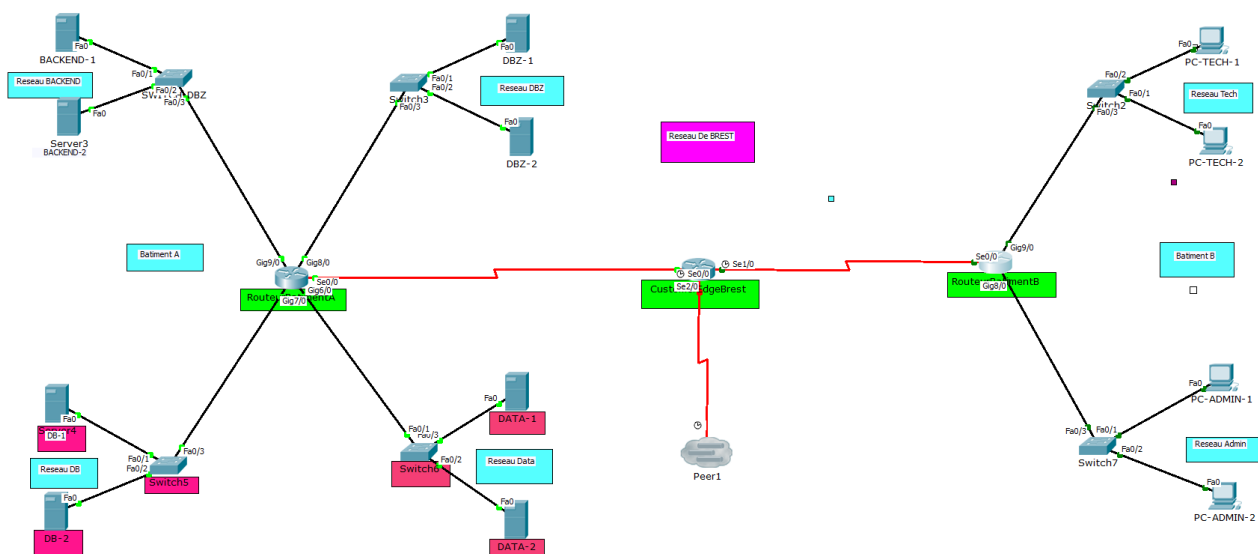 BACKEND-1
Fa0
Fa0/1
Reseau BACKEND
Fa0/2
Fa0/3
Fa0
Server3
BACKEND-2
Fa0
DBZ-1
Fa0/1
Fa0/2
Switch3
Fa0/3
Reseau DBZ
Fa0
DBZ-2
Reseau De BREST
Fa0
PC-TECH-1
Fa0/2
Fa0/1
Switch2
Fa0/3
Reseau Tech
Fa0
PC-TECH-2
Batiment A
Gig9/0
Gig8/0
Se0/0
Gig6/0
Gig7/0
Se1/0
Se0/0
Se2/0
Gig9/0
Se0/0
Gig8/0
Batiment B
Server4
Fa0
DB-1
Fa0/3
Fa0/1
Fa0/2
Reseau DB
Switch5
Fa0
DB-2
Fa0
DATA-1
Fa0/1
Fa0/3
Switch6
Fa0/2
Reseau Data
Fa0
DATA-2
Peer1
Fa0
PC-ADMIN-1
Fa0/3
Fa0/1
Fa0/2
Switch7
Reseau Admin
Fa0
PC-ADMIN-2